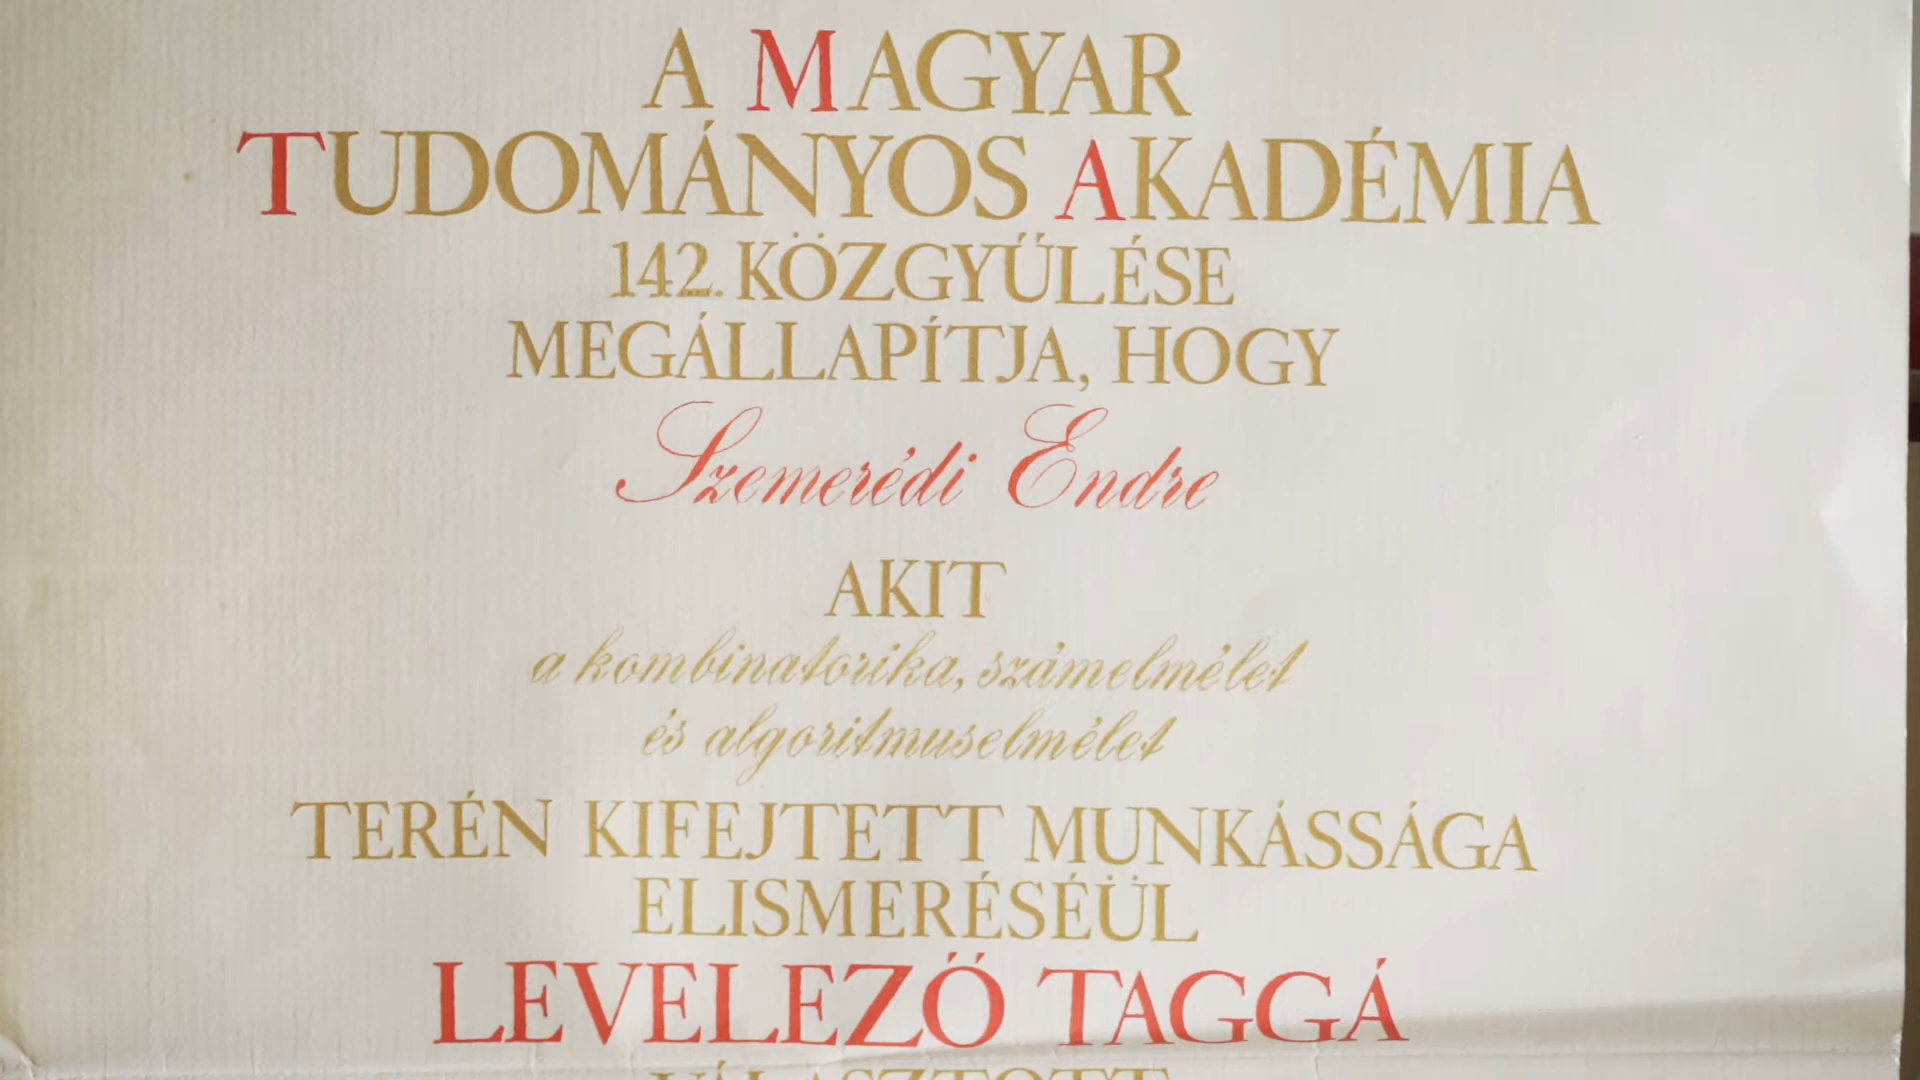 A MAGYAR
TUDOMÁNYOS AKADÉMIA
142. KÖZGYŰLÉSE
MEGÁLLAPÍTJA, HOGY
Szemerédi Endre
AKIT
a kombinatorika, számelmélet
és algoritmuselmélet
TERÉN KIFEJTETT MUNKÁSSÁGA
ELISMERÉSÉÜL
LEVELEZŐ TAGGÁ